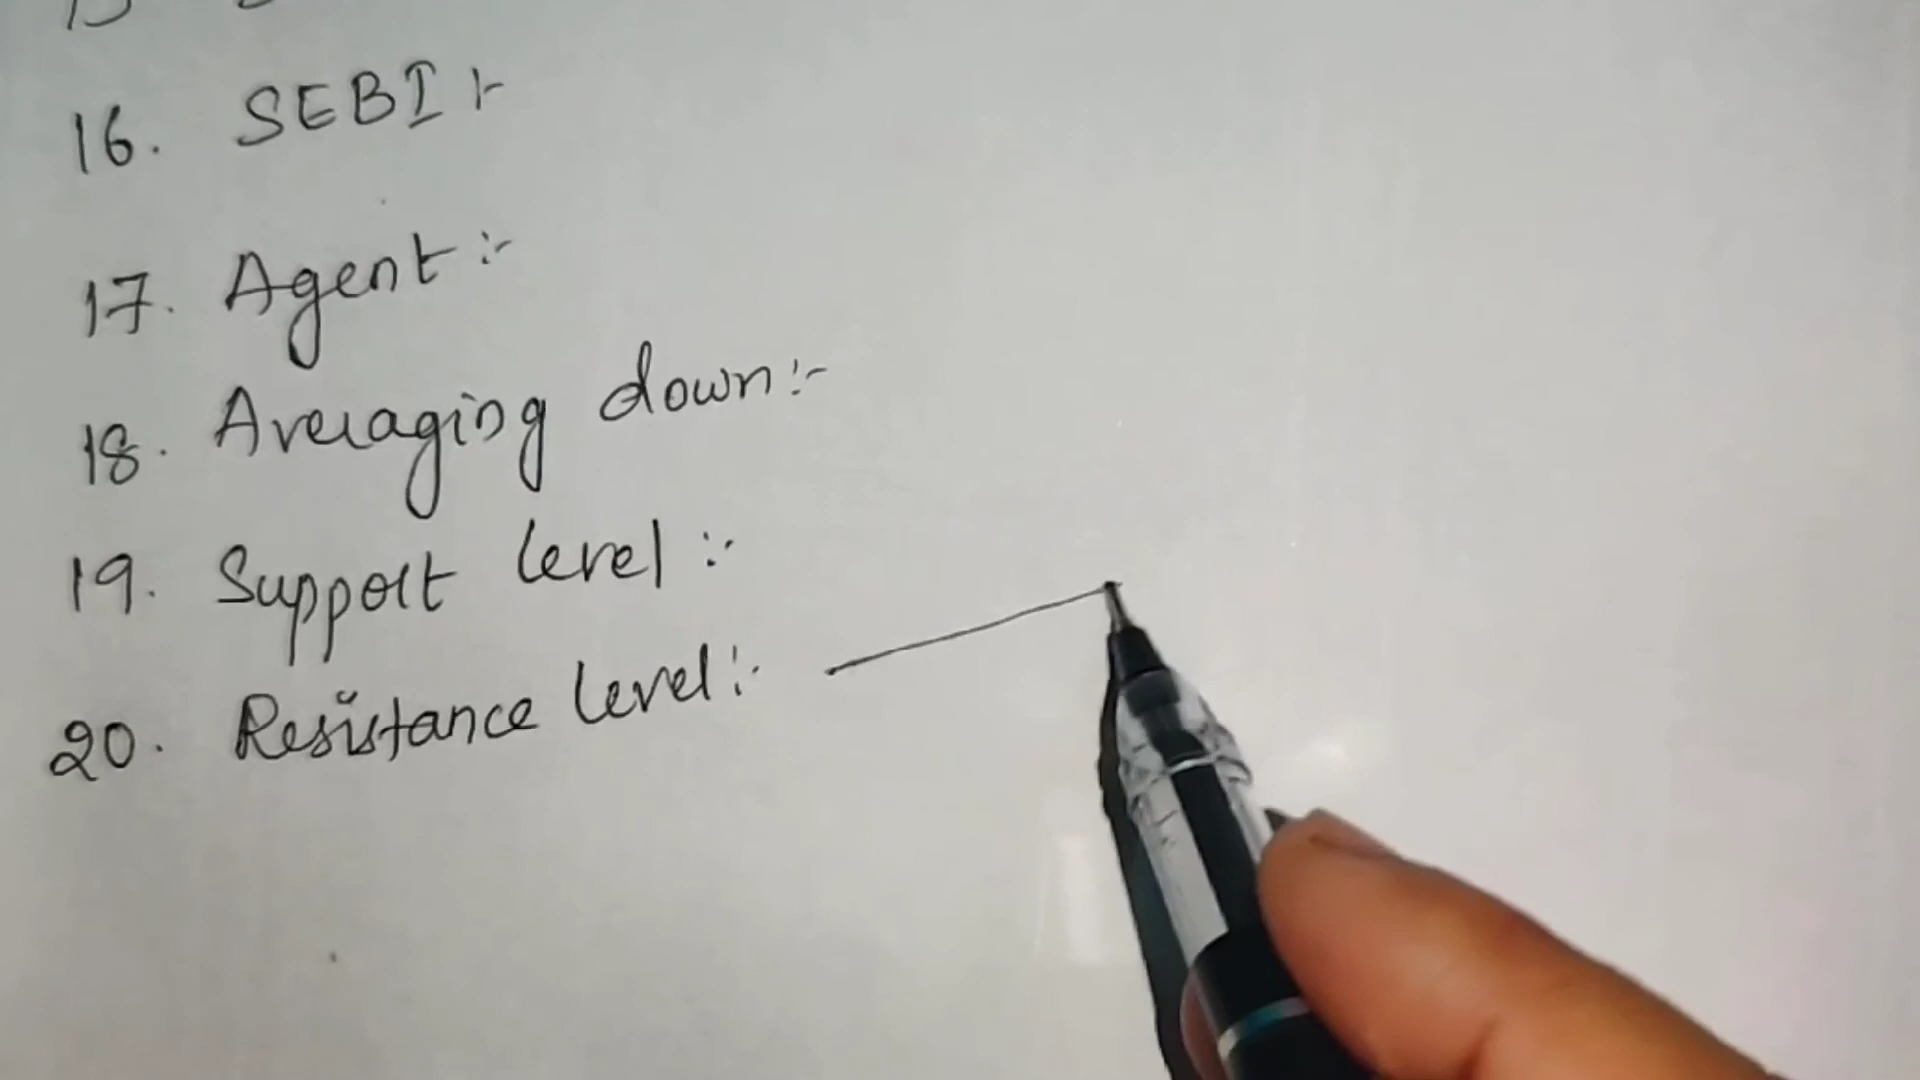 16. SEBI :-
17. Agent :-
18. Averaging down :-
19. Support level :-
20. Resistance level :-